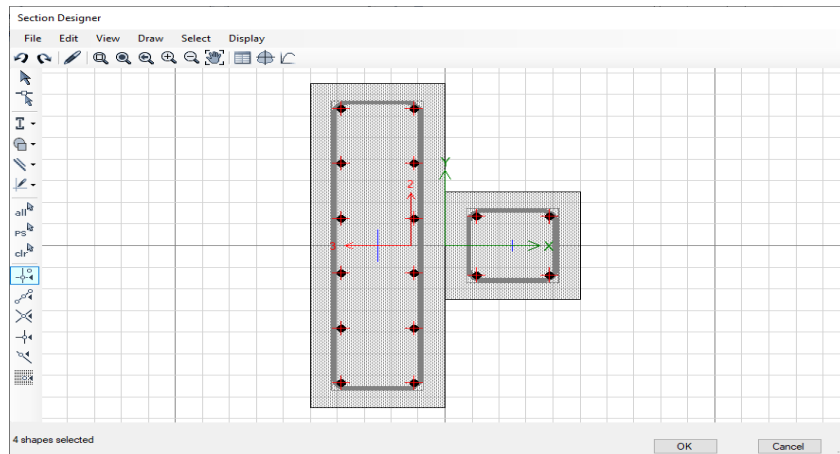 Section Designer
File Edit View Draw Select Display
all
PS
clr
Y
2
3
X
4 shapes selected
OK Cancel